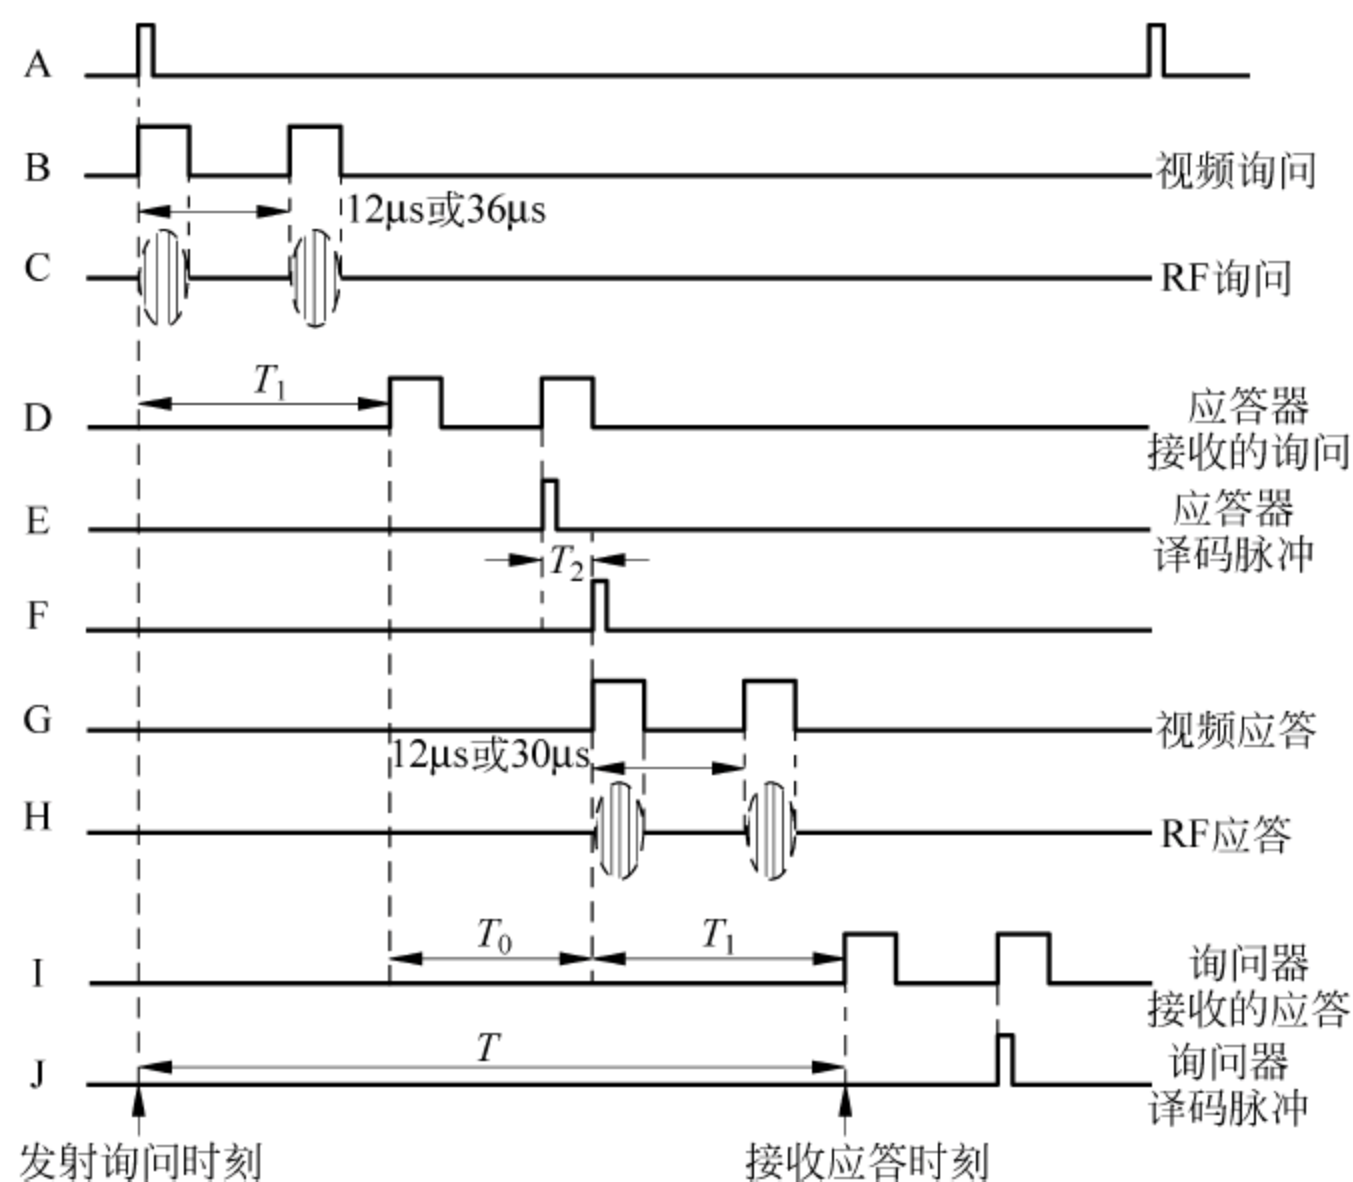 A
B
视频询问
12μs或36μs
C
RF询问
T₁
D
应答器
接收的询问
E
应答器
译码脉冲
T₂
F
G
视频应答
12μs或30μs
H
RF应答
T₀
T₁
I
询问器
接收的应答
T
J
询问器
译码脉冲
发射询问时刻
接收应答时刻